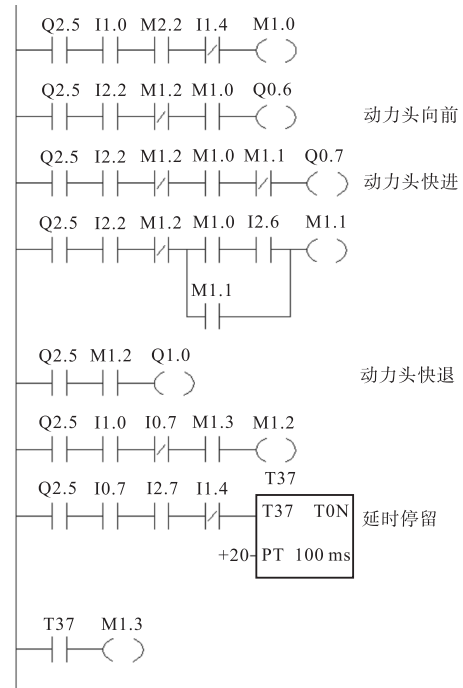 Q2.5 I1.0 M2.2 I1.4 M1.0
Q2.5 I2.2 M1.2 M1.0 Q0.6
动力头向前
Q2.5 I2.2 M1.2 M1.0 M1.1 Q0.7
动力头快进
Q2.5 I2.2 M1.2 M1.0 I2.6 M1.1
M1.1
Q2.5 M1.2 Q1.0
动力头快退
Q2.5 I1.0 I0.7 M1.3 M1.2
T37
Q2.5 I0.7 I2.7 I1.4
T37 T0N
延时停留
+20 PT 100 ms
T37 M1.3